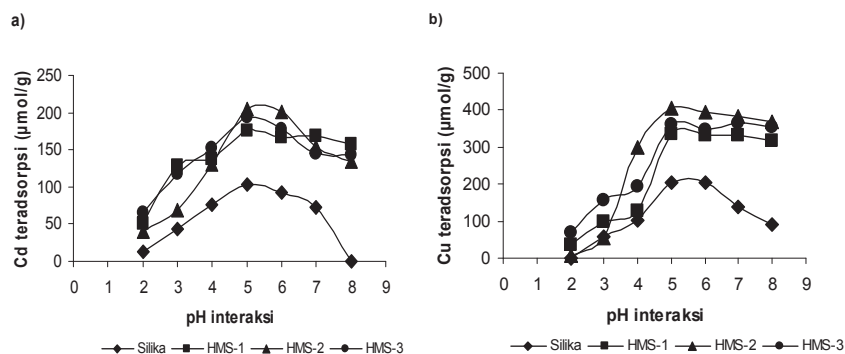 a)
Cd teradsorpsi (µmol/g)
250
200
150
100
50
0
0 1 2 3 4 5 6 7 8 9
pH interaksi
Silika HMS-1 HMS-2 HMS-3
b)
Cu teradsorpsi (µmol/g)
500
400
300
200
100
0
0 1 2 3 4 5 6 7 8 9
pH interaksi
Silika HMS-1 HMS-2 HMS-3